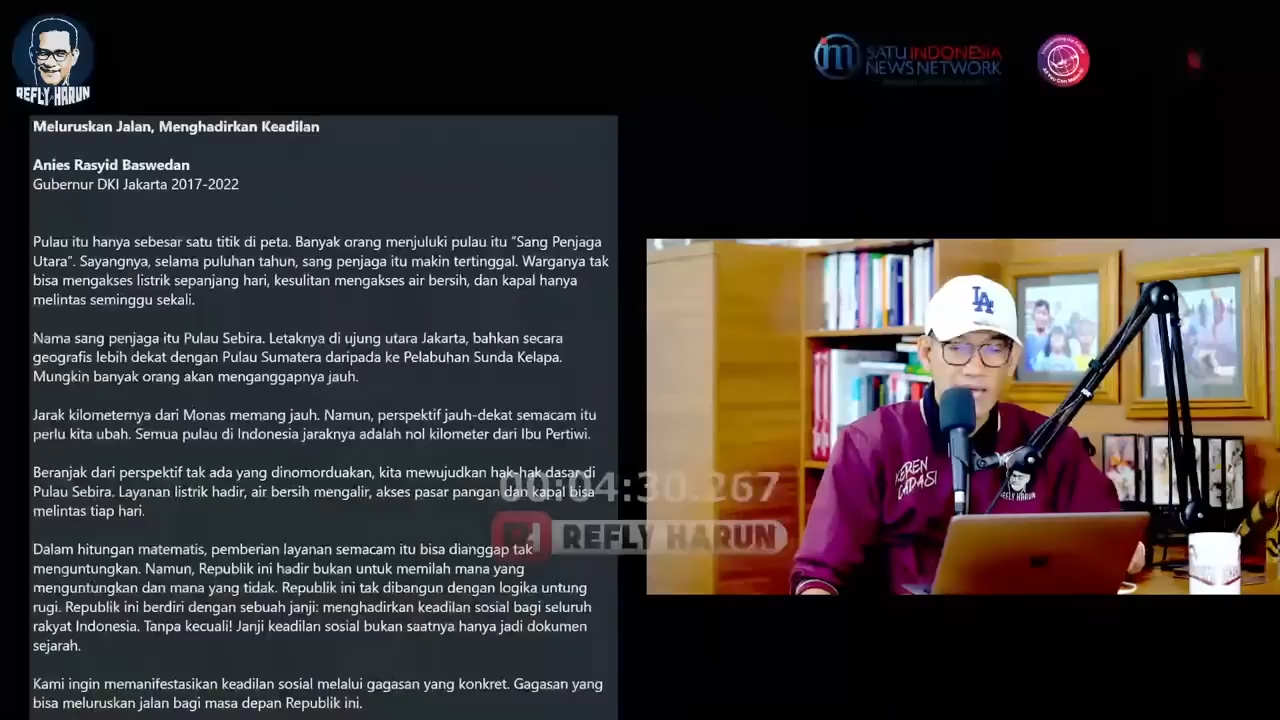 REFLY HARUN
SATU INDONESIA
NEWS NETWORK
Meluruskan Jalan, Menghadirkan Keadilan
Anies Rasyid Baswedan
Gubernur DKI Jakarta 2017-2022
Pulau itu hanya sebesar satu titik di peta. Banyak orang menjuluki pulau itu "Sang Penjaga
Utara". Sayangnya, selama puluhan tahun, sang penjaga itu makin tertinggal. Warganya tak
bisa mengakses listrik sepanjang hari, kesulitan mengakses air bersih, dan kapal hanya
melintas seminggu sekali.
Nama sang penjaga itu Pulau Sebira. Letaknya di ujung utara Jakarta, bahkan secara
geografis lebih dekat dengan Pulau Sumatera daripada ke Pelabuhan Sunda Kelapa.
Mungkin banyak orang akan menganggapnya jauh.
Jarak kilometernya dari Monas memang jauh. Namun, perspektif jauh-dekat semacam itu
perlu kita ubah. Semua pulau di Indonesia jaraknya adalah nol kilometer dari Ibu Pertiwi.
Beranjak dari perspektif tak ada yang dinomorduakan, kita mewujudkan hak-hak dasar di
Pulau Sebira. Layanan listrik hadir, air bersih mengalir, akses pasar pangan dan kapal bisa
melintas tiap hari.
Dalam hitungan matematis, pemberian layanan semacam itu bisa dianggap tak
menguntungkan. Namun, Republik ini hadir bukan untuk memilah mana yang
menguntungkan dan mana yang tidak. Republik ini tak dibangun dengan logika untung
rugi. Republik ini berdiri dengan sebuah janji: menghadirkan keadilan sosial bagi seluruh
rakyat Indonesia. Tanpa kecuali! Janji keadilan sosial bukan saatnya hanya jadi dokumen
sejarah.
Kami ingin memanifestasikan keadilan sosial melalui gagasan yang konkret. Gagasan yang
bisa meluruskan jalan bagi masa depan Republik ini.
00:04:30.267
REFLY HARUN
LA
KEREN
CADASI
REFLY HARUN